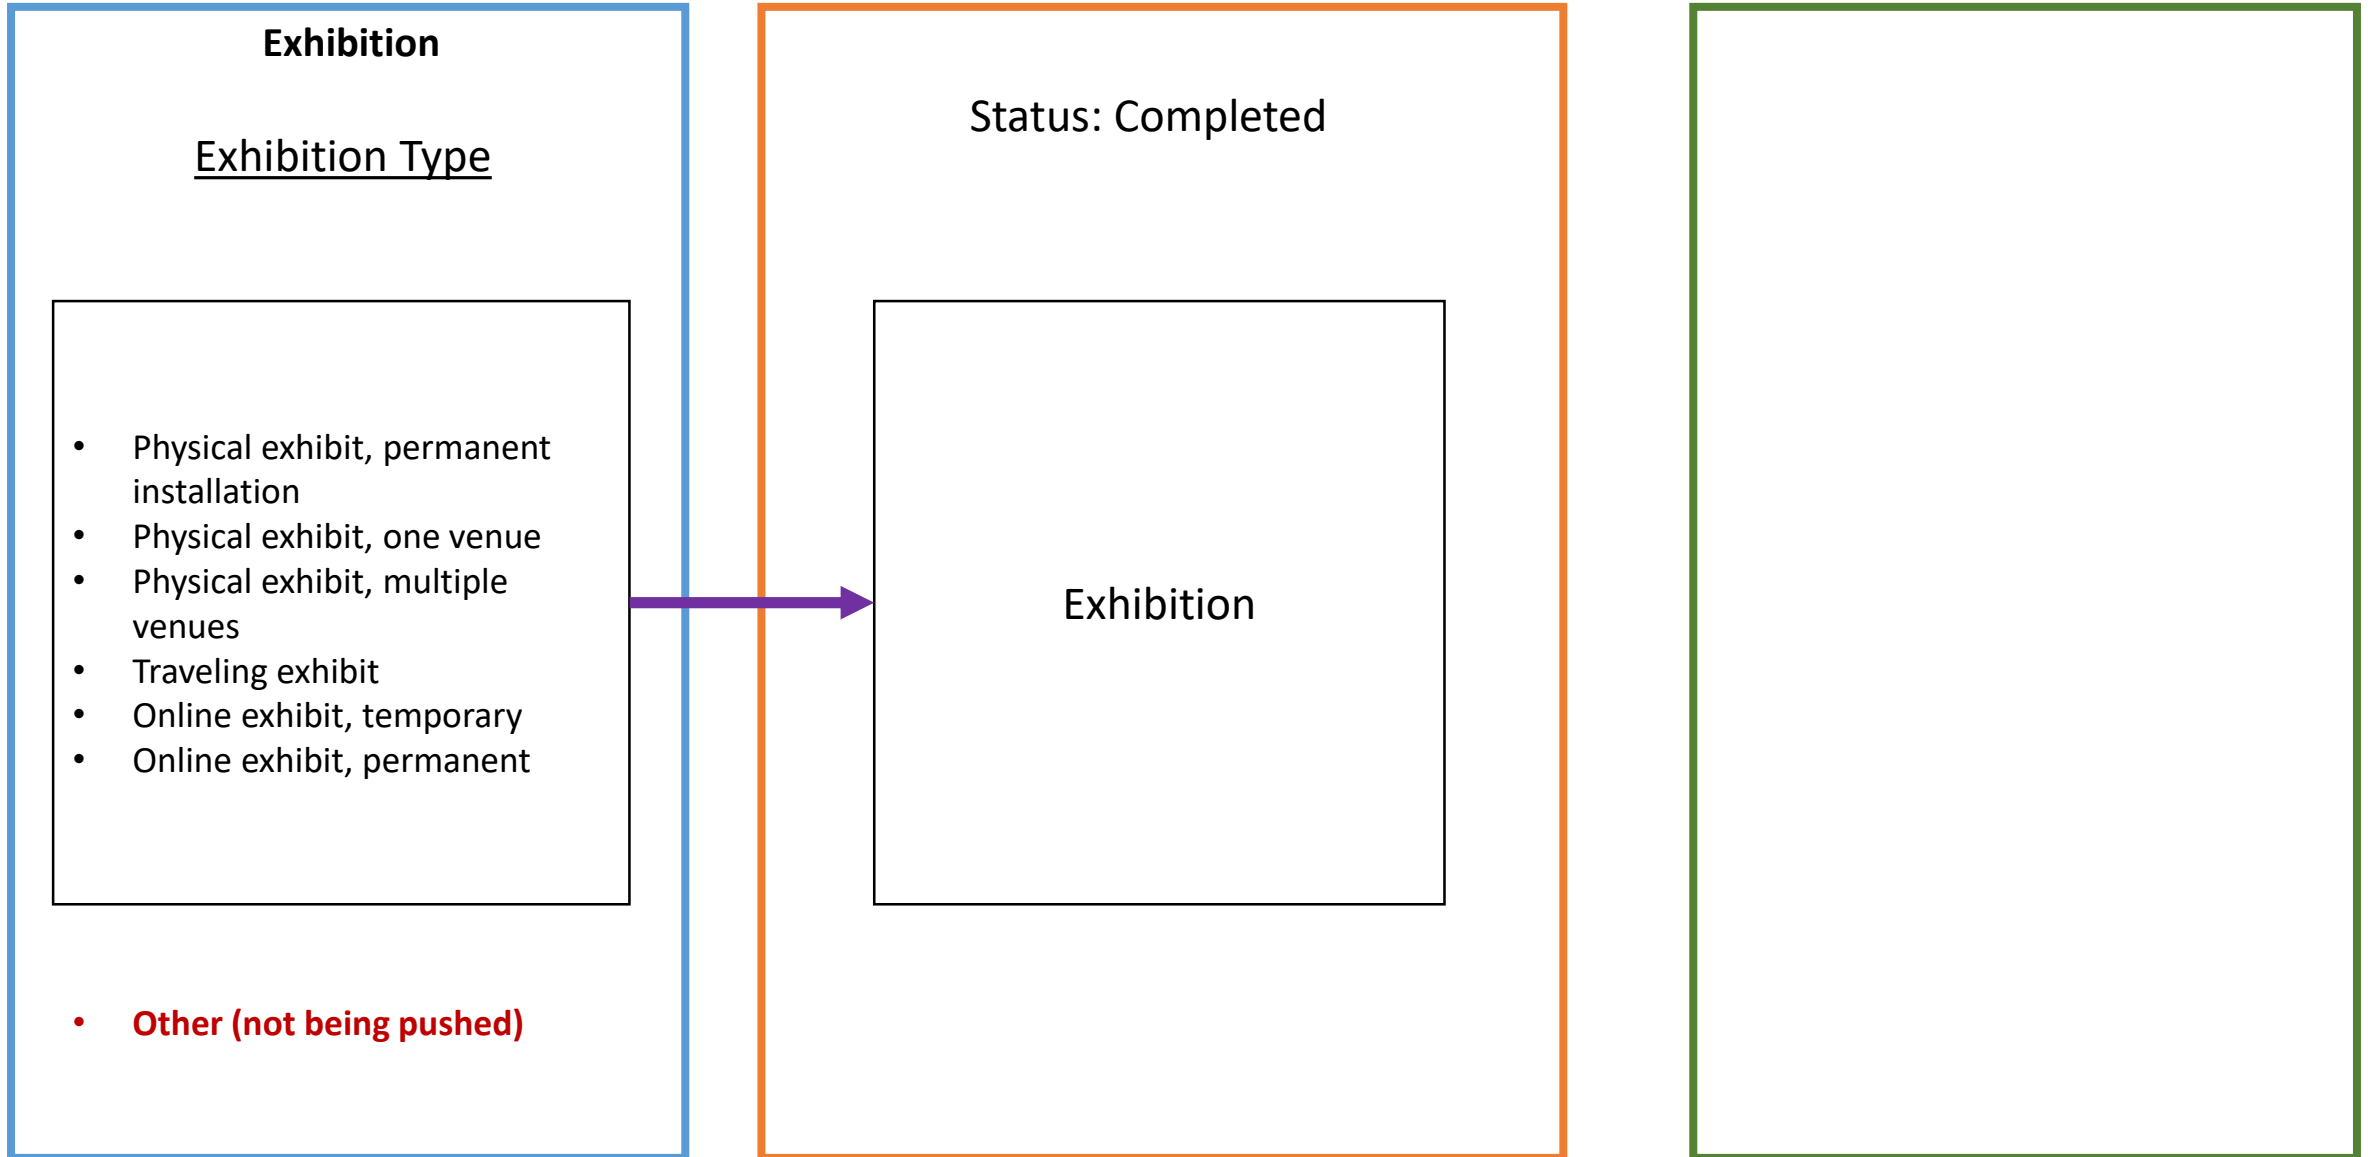 Exhibition
Exhibition Type
• Physical exhibit, permanent
installation
• Physical exhibit, one venue
• Physical exhibit, multiple
venues
• Traveling exhibit
• Online exhibit, temporary
• Online exhibit, permanent
• Other (not being pushed)
Status: Completed
Exhibition